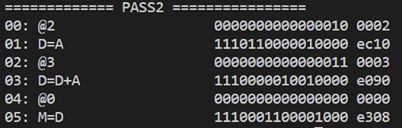 ============= PASS2 ================
00: @2 0000000000000010 0002
01: D=A 1110110000010000 ec10
02: @3 0000000000000011 0003
03: D=D+A 1110000010010000 e090
04: @0 0000000000000000 0000
05: M=D 1110001100001000 e308